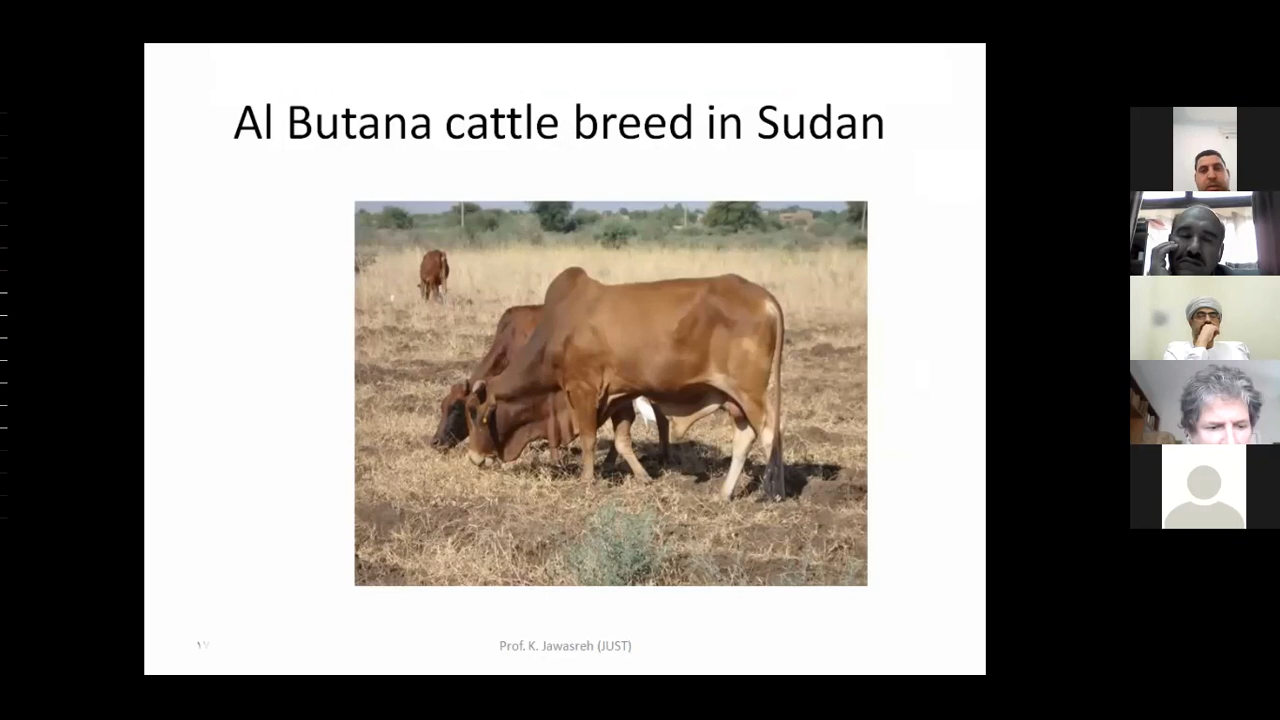 Al Butana cattle breed in Sudan
Prof. K. Jawasreh (JUST)